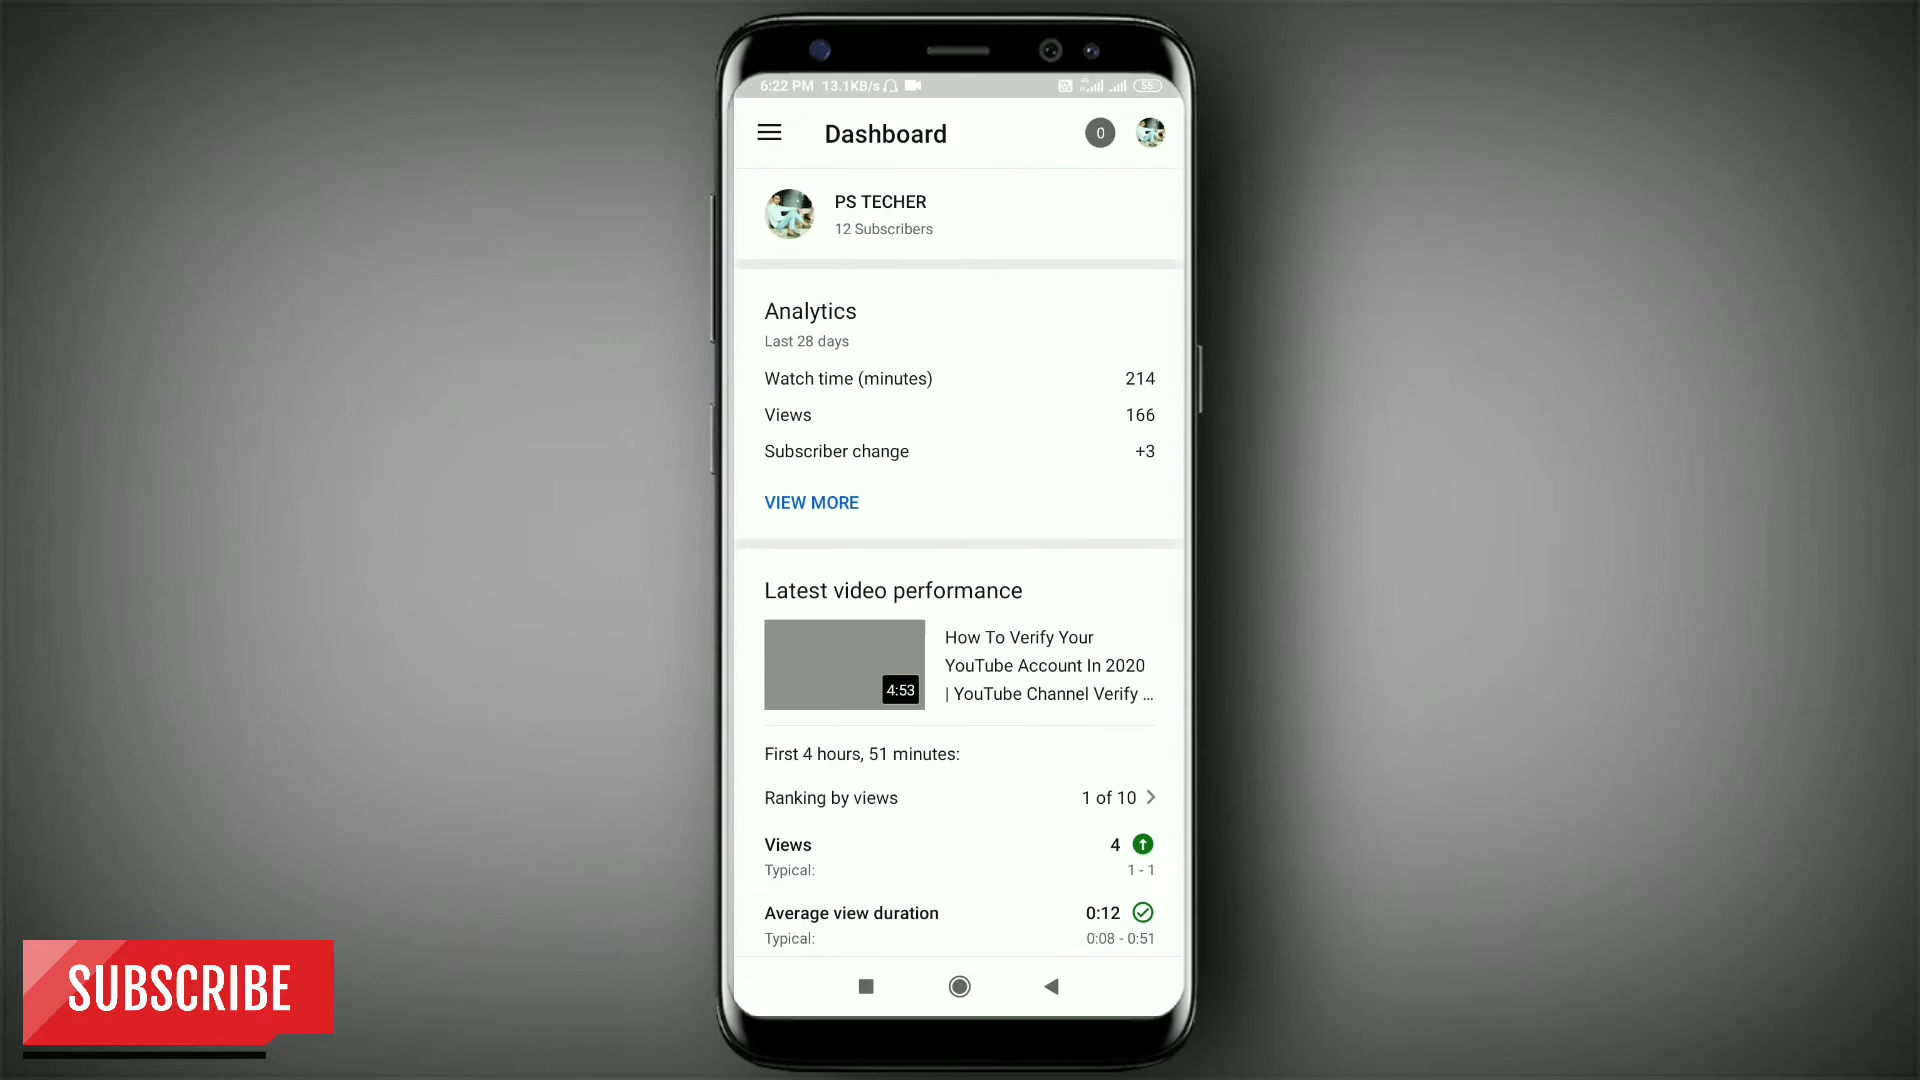 6:22 PM 13.1KB/s
4G
55
Dashboard
0
PS TECHER
12 Subscribers
Analytics
Last 28 days
Watch time (minutes) 214
Views 166
Subscriber change +3
VIEW MORE
Latest video performance
4:53
How To Verify Your
YouTube Account In 2020
| YouTube Channel Verify ...
First 4 hours, 51 minutes:
Ranking by views 1 of 10
Views 4
Typical: 1 - 1
Average view duration 0:12
Typical: 0:08 - 0:51
SUBSCRIBE